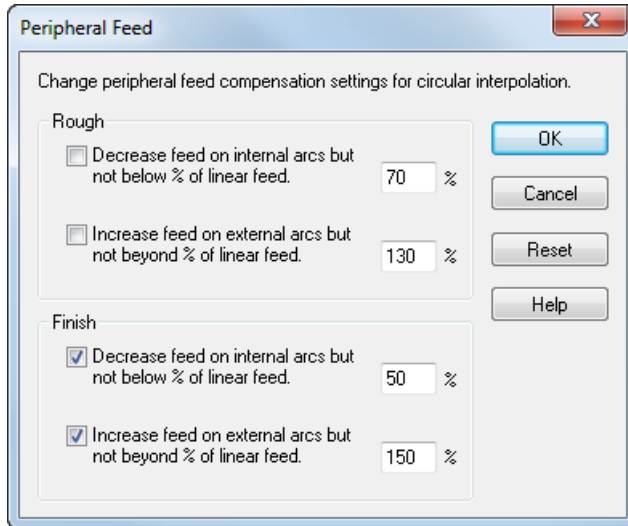 Peripheral Feed
Change peripheral feed compensation settings for circular interpolation.
Rough
Decrease feed on internal arcs but
not below % of linear feed.
70 %
Increase feed on external arcs but
not beyond % of linear feed.
130 %
Finish
Decrease feed on internal arcs but
not below % of linear feed.
50 %
Increase feed on external arcs but
not beyond % of linear feed.
150 %
OK
Cancel
Reset
Help